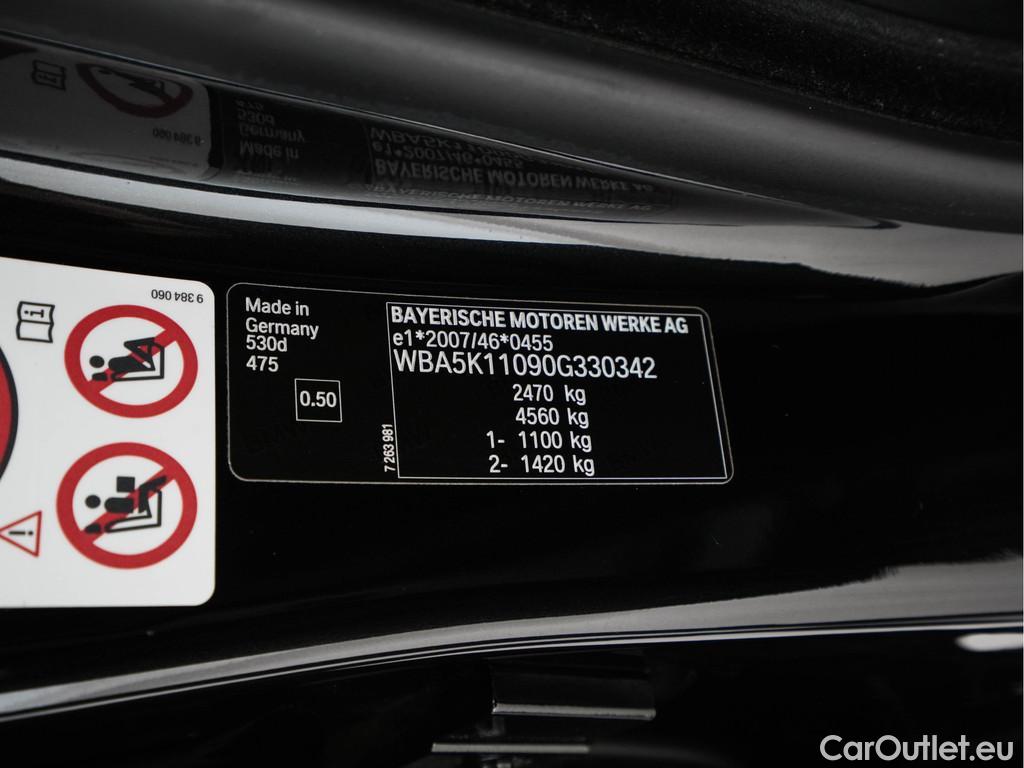 9 384 060
Made in
Germany
530d
475
0.50
7 263 981
BAYERISCHE MOTOREN WERKE AG
e1*2007/46*0455
WBA5K11090G330342
2470 kg
4560 kg
1- 1100 kg
2- 1420 kg
CarOutlet.eu